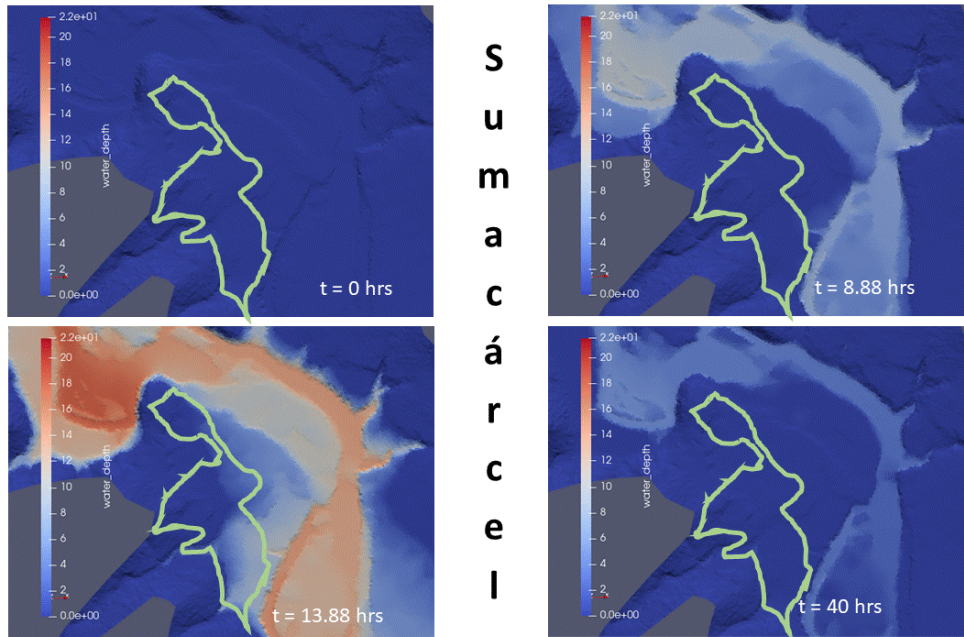 2.2e+01
20
18
16
14
12
10
8
6
4
2
0.0e+00
water_depth
t = 0 hrs
S
u
m
a
c
á
r
c
e
l
2.2e+01
20
18
16
14
12
10
8
6
4
2
0.0e+00
water_depth
t = 8.88 hrs
2.2e+01
20
18
16
14
12
10
8
6
4
2
0.0e+00
water_depth
t = 13.88 hrs
2.2e+01
20
18
16
14
12
10
8
6
4
2
0.0e+00
water_depth
t = 40 hrs